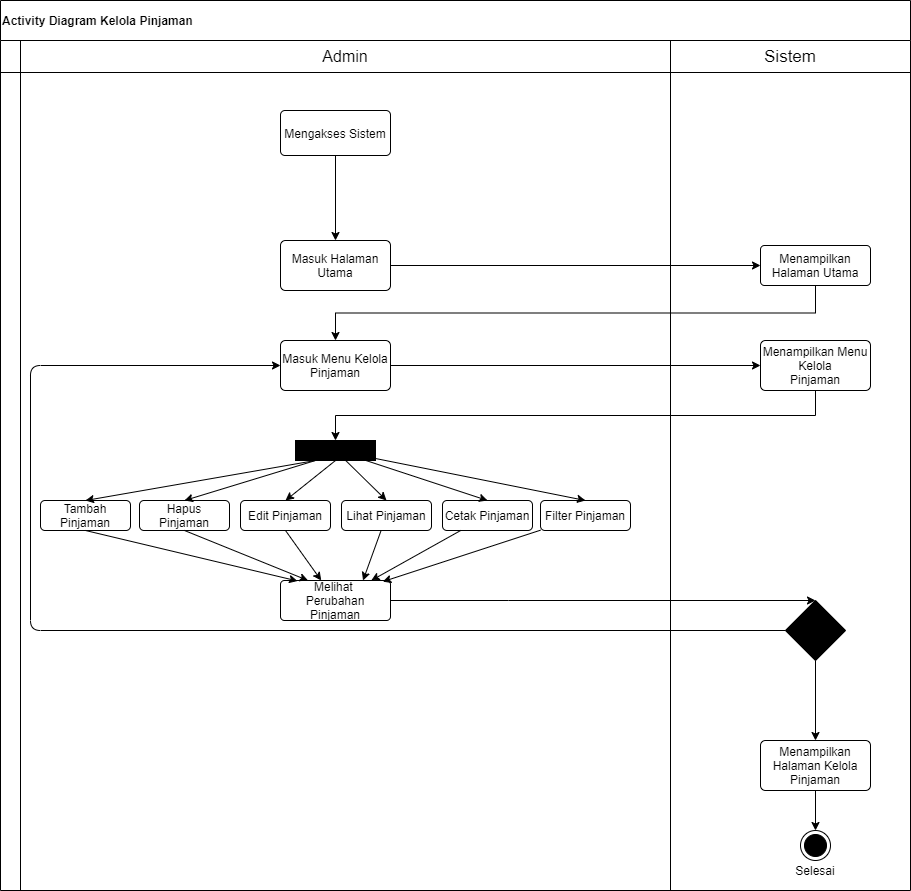 Activity Diagram Kelola Pinjaman
Admin
Sistem
Mengakses Sistem
Masuk Halaman
Utama
Menampilkan
Halaman Utama
Masuk Menu Kelola
Pinjaman
Menampilkan Menu
Kelola
Pinjaman
Tambah
Pinjaman
Hapus
Pinjaman
Edit Pinjaman
Lihat Pinjaman
Cetak Pinjaman
Filter Pinjaman
Melihat
Perubahan
Pinjaman
Menampilkan
Halaman Kelola
Pinjaman
Selesai